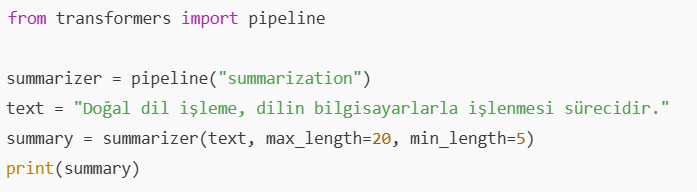 from transformers import pipeline
summarizer = pipeline("summarization")
text = "Doğal dil işleme, dilin bilgisayarlarla işlenmesi sürecidir."
summary = summarizer(text, max_length=20, min_length=5)
print(summary)